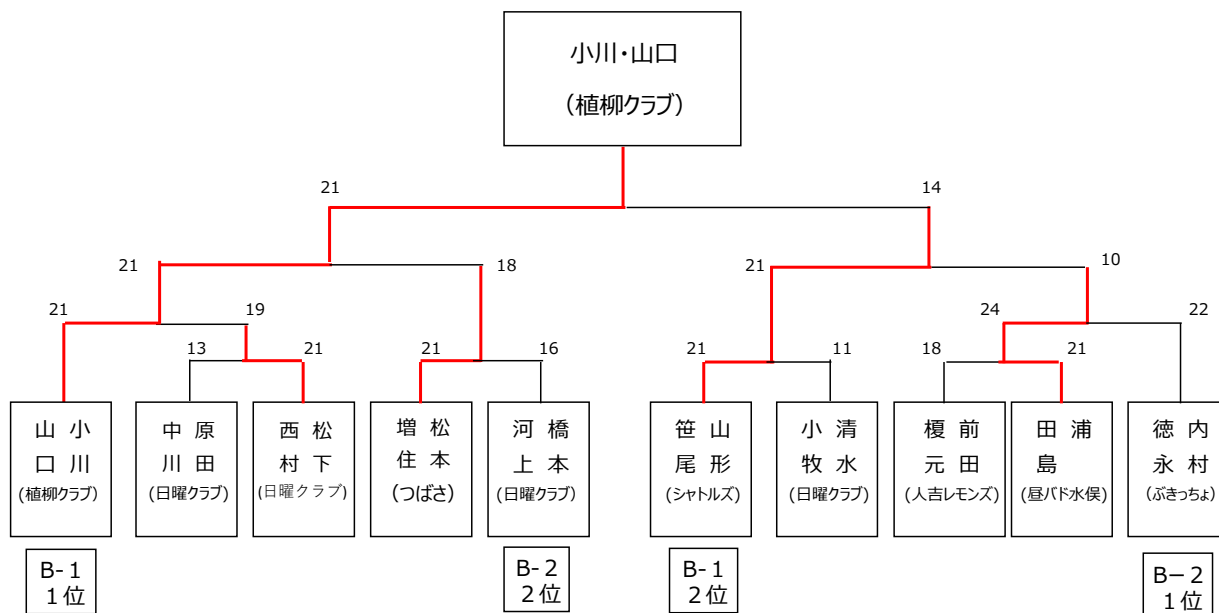 小川・山口
(植柳クラブ)
21
14
21
18
21
10
21
19
24
22
13
21
21
16
21
11
18
21
山 小
口 川
(植柳クラブ)
中 原
川 田
(日曜クラブ)
西 松
村 下
(日曜クラブ)
増 松
住 本
(つばさ)
河 橋
上 本
(日曜クラブ)
笹 山
尾 形
(シャトルズ)
小 清
牧 水
(日曜クラブ)
榎 前
元 田
(人吉レモンズ)
田 浦
島
(昼バド水俣)
徳 内
永 村
(ぶきっちょ)
B-1
1位
B-2
2位
B-1
2位
B−2
1位